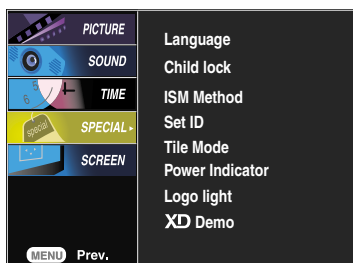 PICTURE
SOUND
TIME
SPECIAL
SCREEN
MENU Prev.
Language
Child lock
ISM Method
Set ID
Tile Mode
Power Indicator
Logo light
XD Demo
special